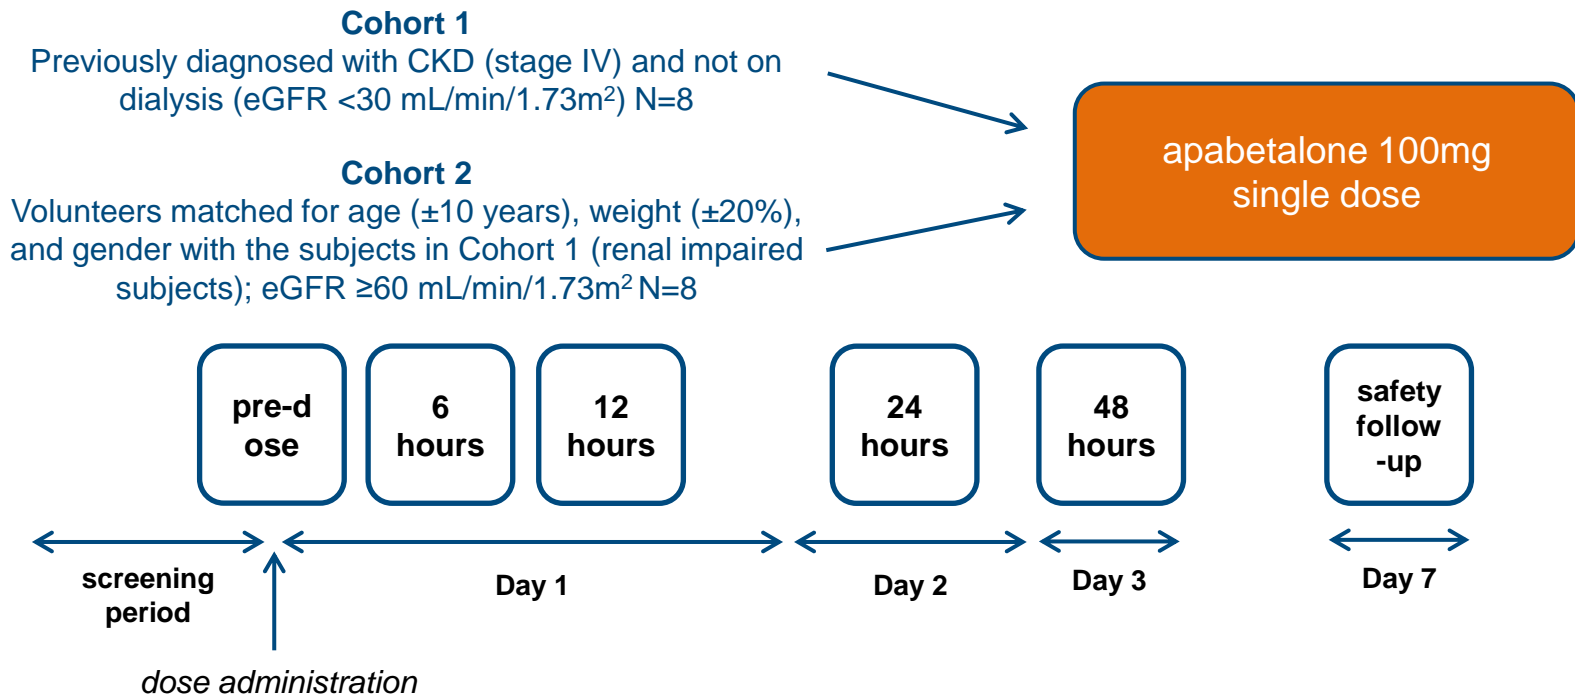 Cohort 1
Previously diagnosed with CKD (stage IV) and not on
dialysis (eGFR <30 mL/min/1.73m²) N=8
Cohort 2
Volunteers matched for age (±10 years), weight (±20%),
and gender with the subjects in Cohort 1 (renal impaired
subjects); eGFR ≥60 mL/min/1.73m² N=8
apabetalone 100mg
single dose
pre-d
ose
6
hours
12
hours
24
hours
48
hours
safety
follow
-up
screening
period
Day 1
Day 2
Day 3
Day 7
dose administration